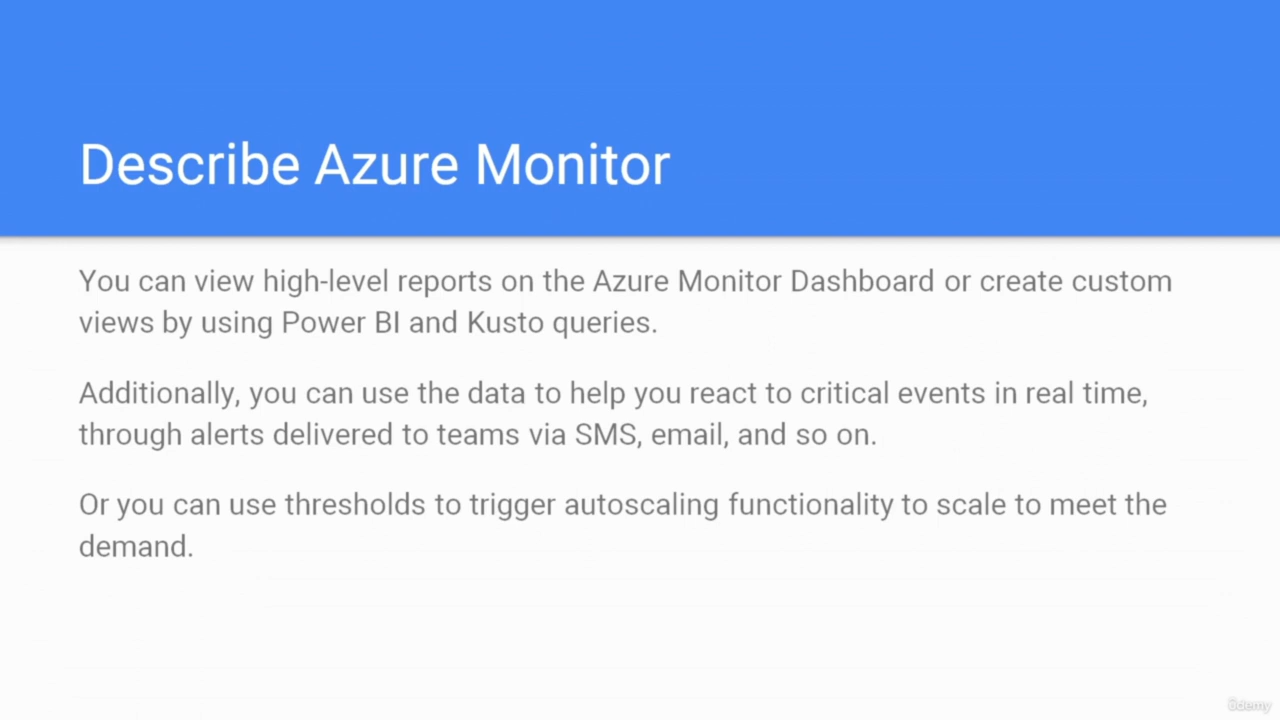 Describe Azure Monitor
You can view high-level reports on the Azure Monitor Dashboard or create custom
views by using Power BI and Kusto queries.
Additionally, you can use the data to help you react to critical events in real time,
through alerts delivered to teams via SMS, email, and so on.
Or you can use thresholds to trigger autoscaling functionality to scale to meet the
demand.
ûdemy